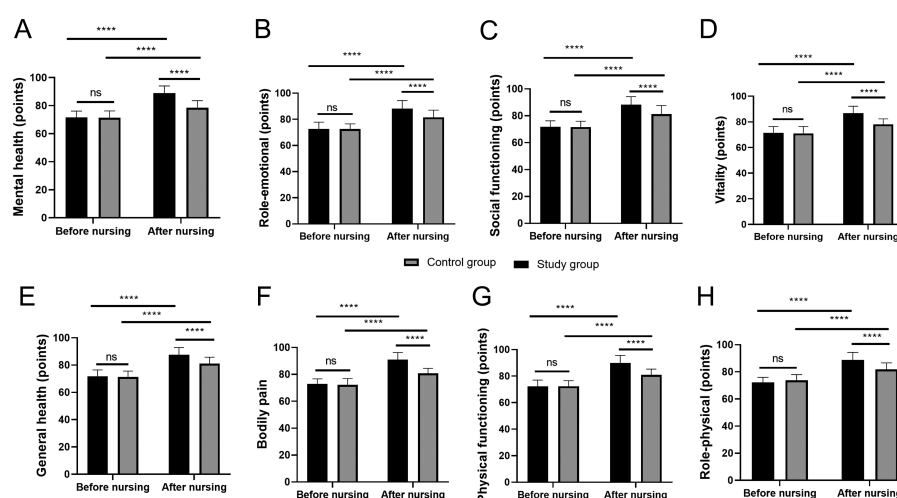 A
****
****
****
ns
Mental health (points)
100
80
60
40
20
0
Before nursing
After nursing
B
****
****
****
ns
Role-emotional (points)
100
80
60
40
20
0
Before nursing
After nursing
C
****
****
****
ns
Social functioning (points)
100
80
60
40
20
0
Before nursing
After nursing
D
****
****
****
ns
Vitality (points)
100
80
60
40
20
0
Before nursing
After nursing
Control group
Study group
E
****
****
****
ns
General health (points)
100
80
60
40
20
0
Before nursing
After nursing
F
****
****
****
ns
Bodily pain
100
80
60
40
20
0
Before nursing
After nursing
G
****
****
****
ns
Physical functioning (points)
100
80
60
40
20
0
Before nursing
After nursing
H
****
****
****
ns
Role-physical (points)
100
80
60
40
20
0
Before nursing
After nursing